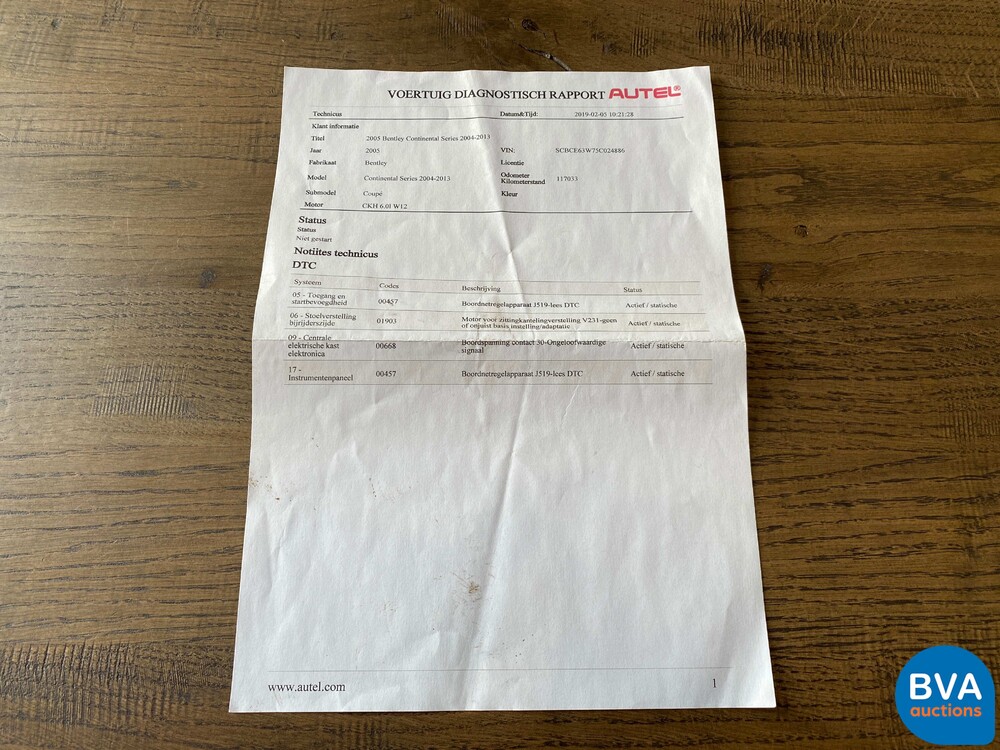 VOERTUIG DIAGNOSTISCH RAPPORT AUTEL®
Technicus Datum&Tijd: 2019-02-05 10:21:28
Klant informatie
Titel 2005 Bentley Continental Series 2004-2013
Jaar 2005 VIN: SCBCE63W75C024886
Fabrikaat Bentley Licentie
Model Continental Series 2004-2013 Odometer Kilometerstand 117033
Submodel Coupé Kleur
Motor CKH 6.0l W12
Status
Status
Niet gestart
Notiites technicus
DTC
Systeem Codes Beschrijving Status
05 - Toegang en
startbevoegdheid 00457 Boordnetregelapparaat J519-lees DTC Actief / statische
06 - Stoelverstelling
bijrijderszijde 01903 Motor voor zittingkantelingverstelling V231-geen
of onjuist basis instelling/adaptatie Actief / statische
09 - Centrale
elektrische kast
elektronica 00668 Boordspanning contact 30-Ongeloofwaardige
signaal Actief / statische
17 -
Instrumentenpaneel 00457 Boordnetregelapparaat J519-lees DTC Actief / statische
www.autel.com 1
BVA
auctions